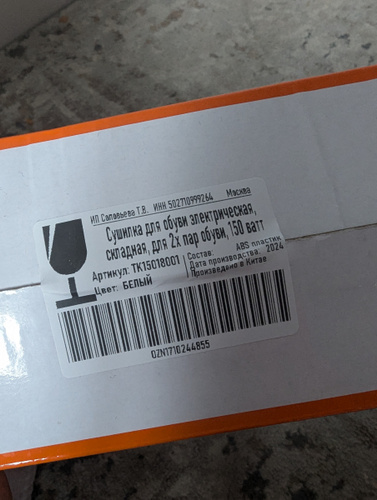 ИП Салавьева Т.В. ИНН 502710999264 Москва
Сушилка для обуви электрическая,
складная, для 2х пар обуви, 150 ватт
Артикул: TK15018001
Цвет: БЕЛЫЙ
Состав: ABS пластик
Дата производства: 2024
Произведено в Китае
OZN1710244855